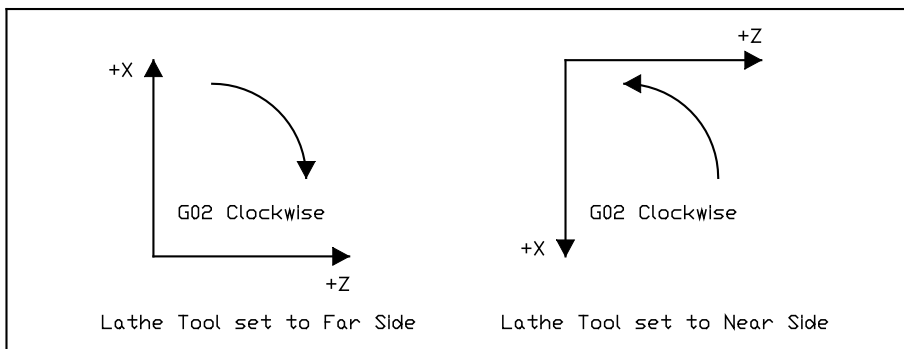 +X
G02 Clockwise
+Z
Lathe Tool set to Far Side
+Z
G02 Clockwise
+X
Lathe Tool set to Near Side